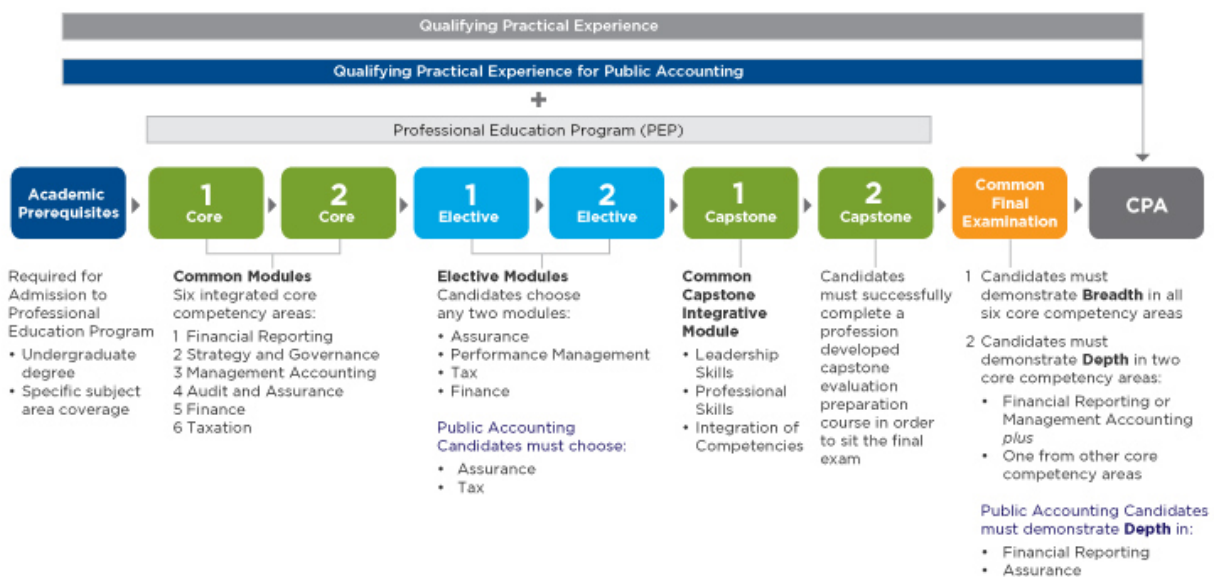 Qualifying Practical Experience
Qualifying Practical Experience for Public Accounting
+
Professional Education Program (PEP)
Academic
Prerequisites
1
Core
2
Core
1
Elective
2
Elective
1
Capstone
2
Capstone
Common
Final
Examination
CPA
Required for
Admission to
Professional
Education Program
• Undergraduate
degree
• Specific subject
area coverage
Common Modules
Six integrated core
competency areas:
1 Financial Reporting
2 Strategy and Governance
3 Management Accounting
4 Audit and Assurance
5 Finance
6 Taxation
Elective Modules
Candidates choose
any two modules:
• Assurance
• Performance Management
• Tax
• Finance
Public Accounting
Candidates must choose:
• Assurance
• Tax
Common
Capstone
Integrative
Module
• Leadership
Skills
• Professional
Skills
• Integration of
Competencies
Candidates
must successfully
complete a
profession
developed
capstone
evaluation
preparation
course in order
to sit the final
exam
1 Candidates must
demonstrate Breadth in all
six core competency areas
2 Candidates must
demonstrate Depth in two
core competency areas:
• Financial Reporting or
Management Accounting
plus
• One from other core
competency areas
Public Accounting Candidates
must demonstrate Depth in:
• Financial Reporting
• Assurance